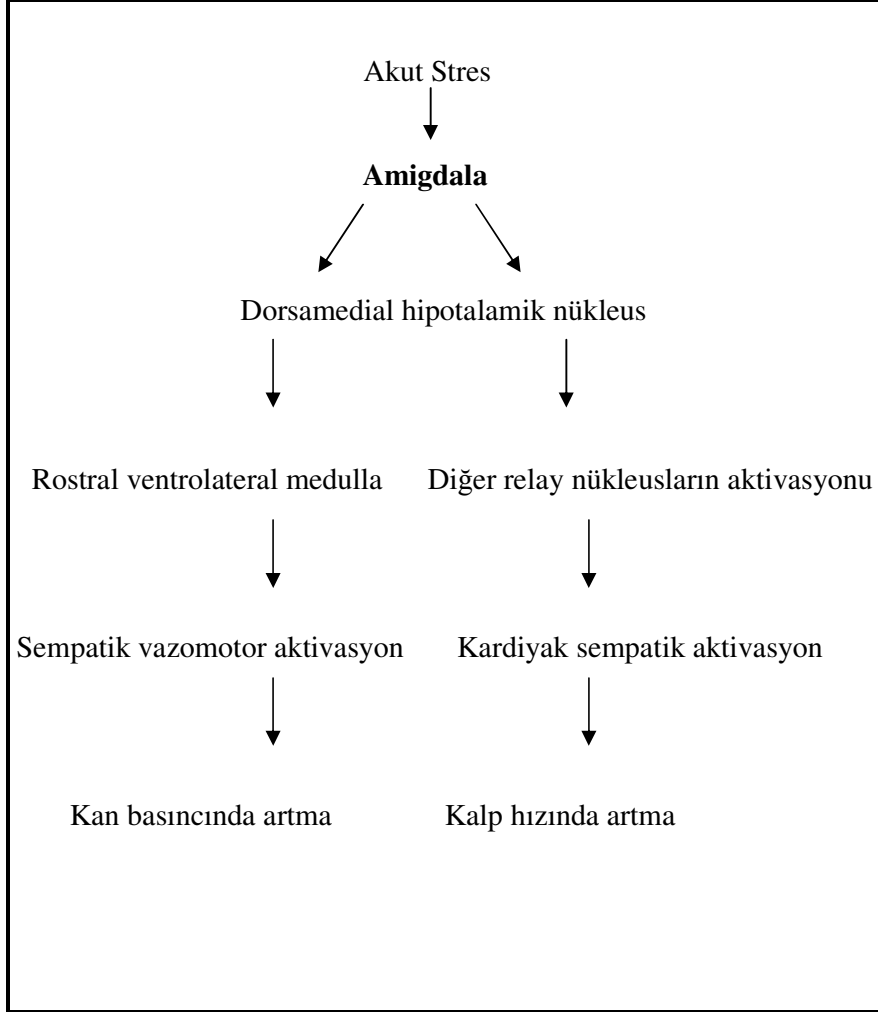 Akut Stres
Amigdala
Dorsamedial hipotalamik nükleus
Rostral ventrolateral medulla Diğer relay nükleusların aktivasyonu
Sempatik vazomotor aktivasyon Kardiyak sempatik aktivasyon
Kan basıncında artma Kalp hızında artma